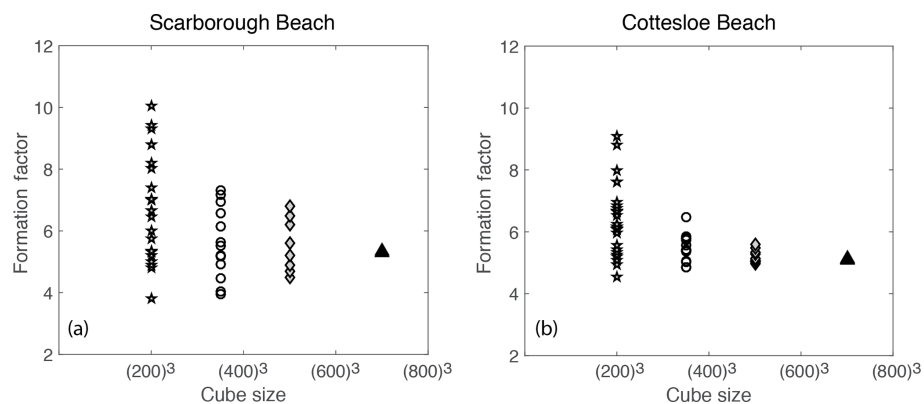 Scarborough Beach
12
10
8
6
4
2
Formation factor
(a)
(200)³ (400)³ (600)³ (800)³
Cube size
Cottesloe Beach
12
10
8
6
4
2
Formation factor
(b)
(200)³ (400)³ (600)³ (800)³
Cube size